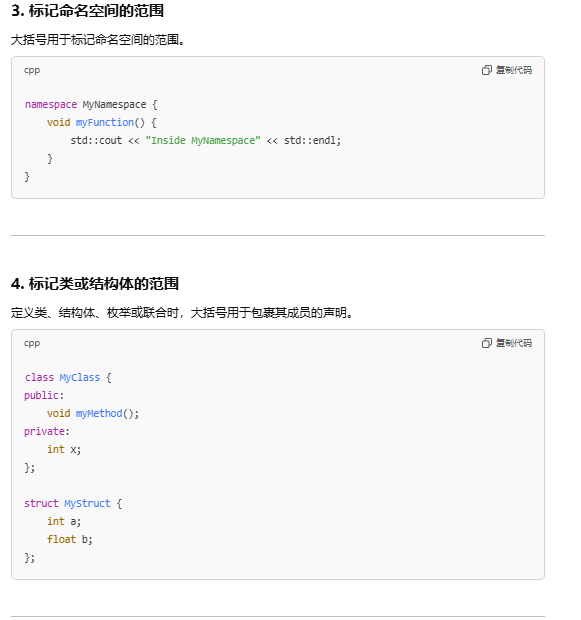 3. 标记命名空间的范围
大括号用于标记命名空间的范围。
cpp 复制代码
namespace MyNamespace {
    void myFunction() {
        std::cout << "Inside MyNamespace" << std::endl;
    }
}
4. 标记类或结构体的范围
定义类、结构体、枚举或联合时，大括号用于包裹其成员的声明。
cpp 复制代码
class MyClass {
public:
    void myMethod();
private:
    int x;
};
struct MyStruct {
    int a;
    float b;
};